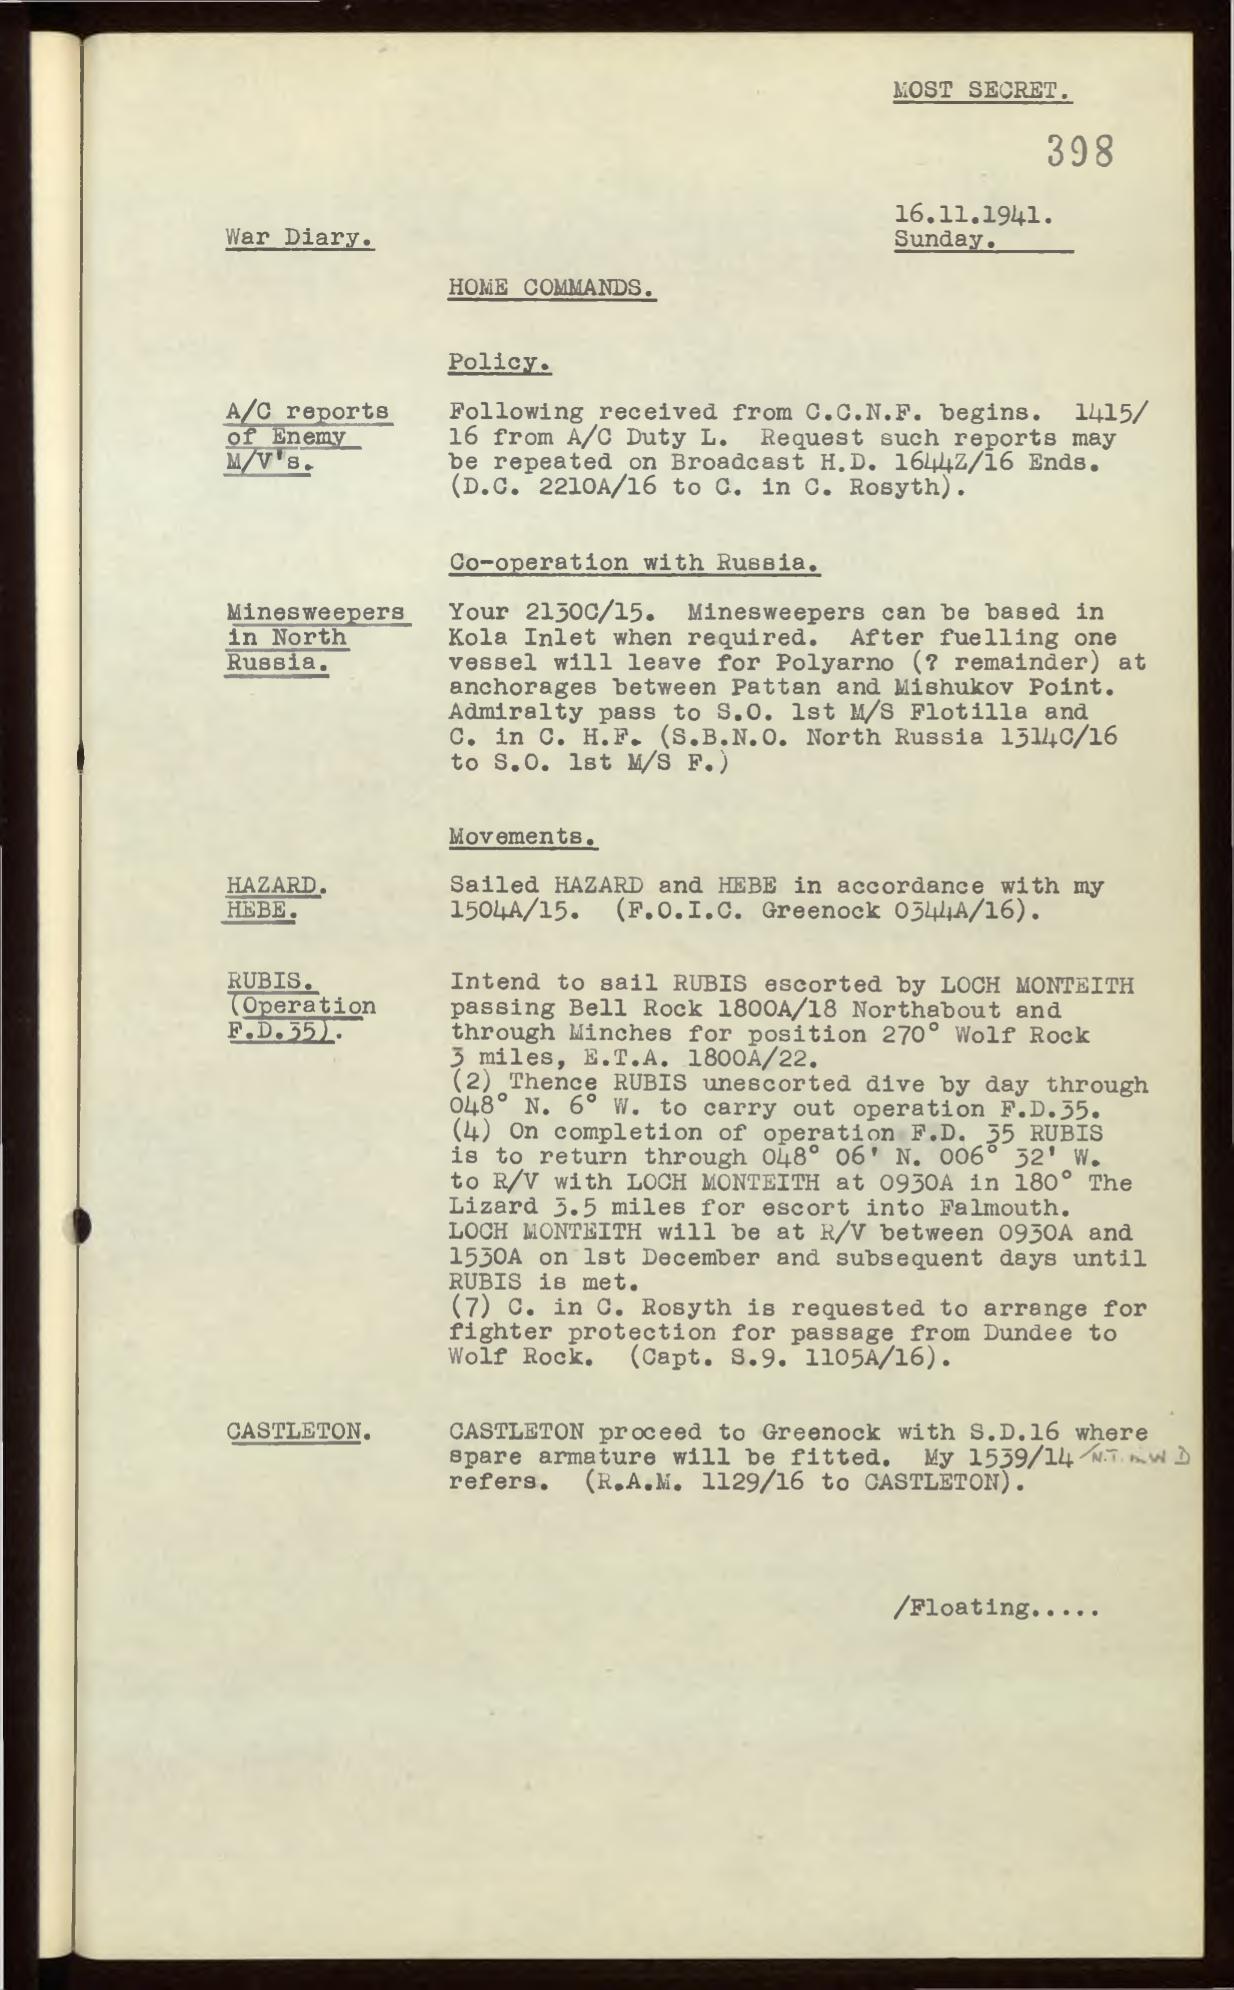 MOST SECRET.
398
16.11.1941.
War Diary.
Sunday.
HOME COMMANDS.
Policy.
A/C reports
of Enemy
M/V's.
Following received from C.C.N.F. begins. 1415/
16 from A/C Duty L. Request such reports may
be repeated on Broadcast H.D. 1644Z/16 Ends.
(D.C. 2210A/16 to C. in C. Rosyth).
Co-operation with Russia.
Minesweepers
in North
Russia.
Your 2130C/15. Minesweepers can be based in
Kola Inlet when required. After fuelling one
vessel will leave for Polyarno (? remainder) at
anchorages between Pattan and Mishukov Point.
Admiralty pass to S.O. 1st M/S Flotilla and
C. in C. H.F. (S.B.N.O. North Russia 1314C/16
to S.O. 1st M/S F.)
Movements.
HAZARD.
HEBE.
Sailed HAZARD and HEBE in accordance with my
1504A/15. (F.O.I.C. Greenock 0344A/16).
RUBIS.
(Operation
F.D.35).
Intend to sail RUBIS escorted by LOCH MONTEITH
passing Bell Rock 1800A/18 Northabout and
through Minches for position 270° Wolf Rock
3 miles, E.T.A. 1800A/22.
(2) Thence RUBIS unescorted dive by day through
048° N. 6° W. to carry out operation F.D.35.
(4) On completion of operation F.D. 35 RUBIS
is to return through 048° 06' N. 006° 32' W.
to R/V with LOCH MONTEITH at 0930A in 180° The
Lizard 3.5 miles for escort into Falmouth.
LOCH MONTEITH will be at R/V between 0930A and
1530A on 1st December and subsequent days until
RUBIS is met.
(7) C. in C. Rosyth is requested to arrange for
fighter protection for passage from Dundee to
Wolf Rock. (Capt. S.9. 1105A/16).
CASTLETON.
CASTLETON proceed to Greenock with S.D.16 where
spare armature will be fitted. My 1539/14
refers. (R.A.M. 1129/16 to CASTLETON).
/Floating.....